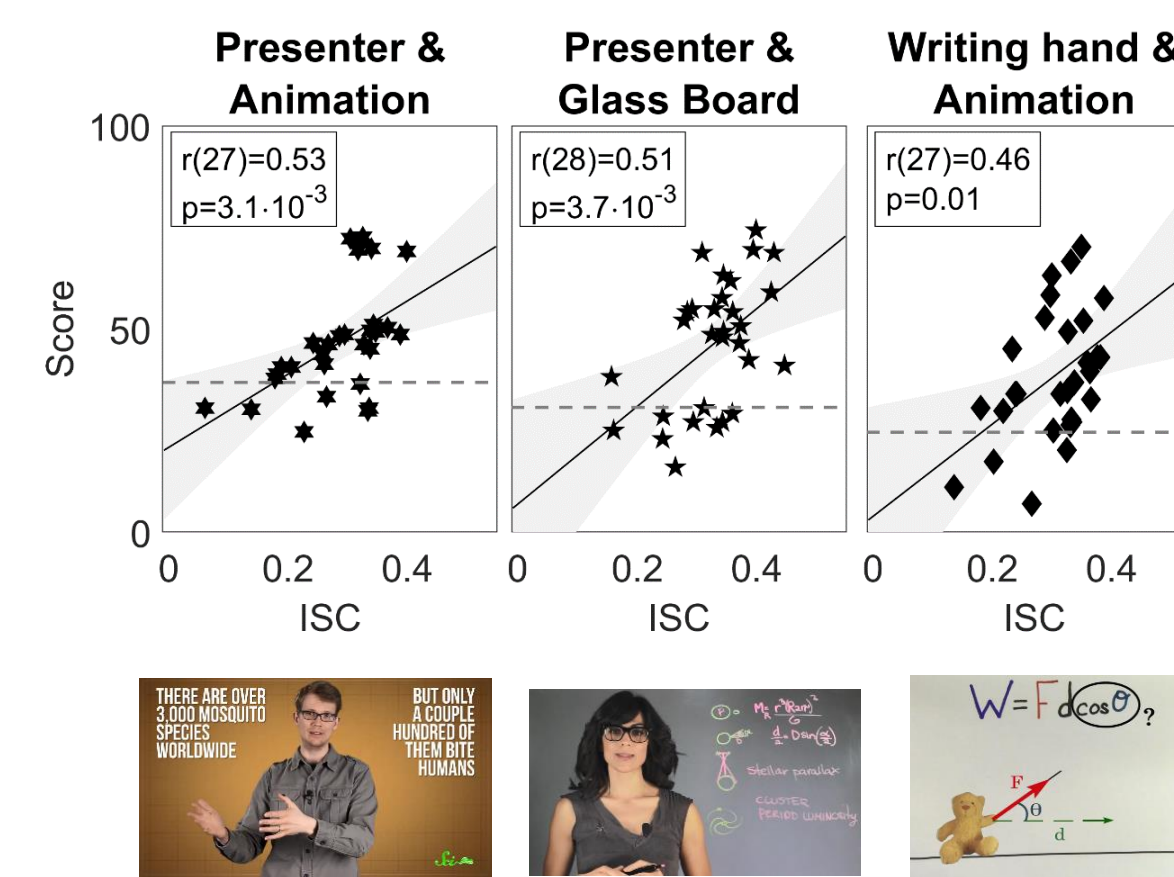 Presenter &
Animation
Presenter &
Glass Board
Writing hand &
Animation
100
50
0
Score
r(27)=0.53
p=3.1·10⁻³
r(28)=0.51
p=3.7·10⁻³
r(27)=0.46
p=0.01
0 0.2 0.4
0 0.2 0.4
0 0.2 0.4
ISC
ISC
ISC
THERE ARE OVER
3,000 MOSQUITO
SPECIES
WORLDWIDE
BUT ONLY
A COUPLE
HUNDRED OF
THEM BITE
HUMANS
stellar parallax
CLUSTER
PERIOD LUMINOSITY
W=Fdcosθ?
F
θ
d